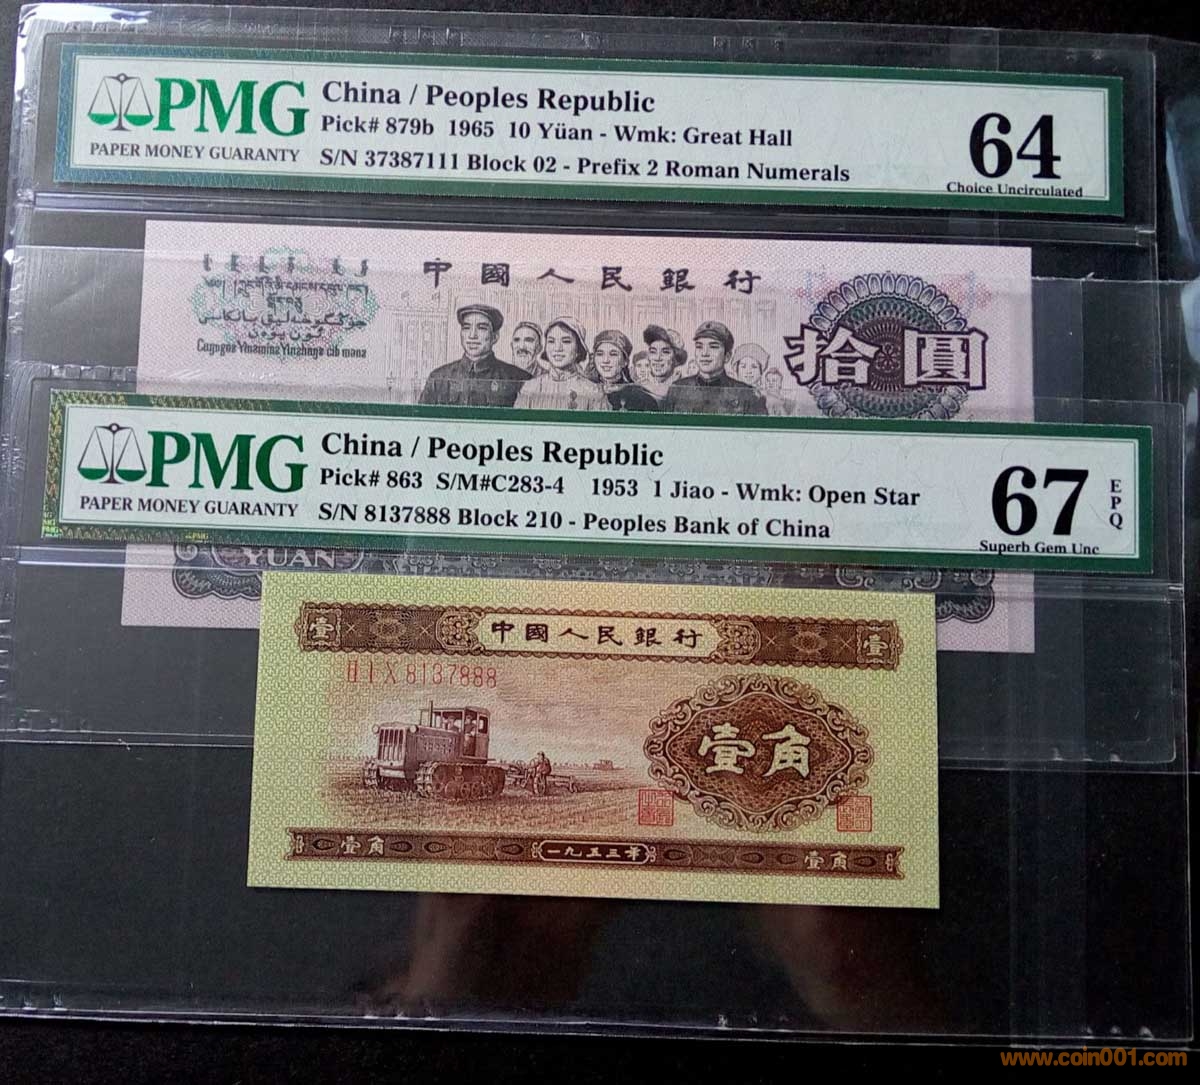 PMG
PAPER MONEY GUARANTY
China / Peoples Republic
Pick# 879b 1965 10 Yüan - Wmk: Great Hall
S/N 37387111 Block 02 - Prefix 2 Roman Numerals
64
Choice Uncirculated
中國人民銀行
拾圓
PMG
PAPER MONEY GUARANTY
China / Peoples Republic
Pick# 863 S/M#C283-4 1953 1 Jiao - Wmk: Open Star
S/N 8137888 Block 210 - Peoples Bank of China
67
EPQ
Superb Gem Unc
YUAN
壹 中國人民銀行 壹
II I X 8137888
壹角
壹角 一九五三年 壹角
www.coin001.com